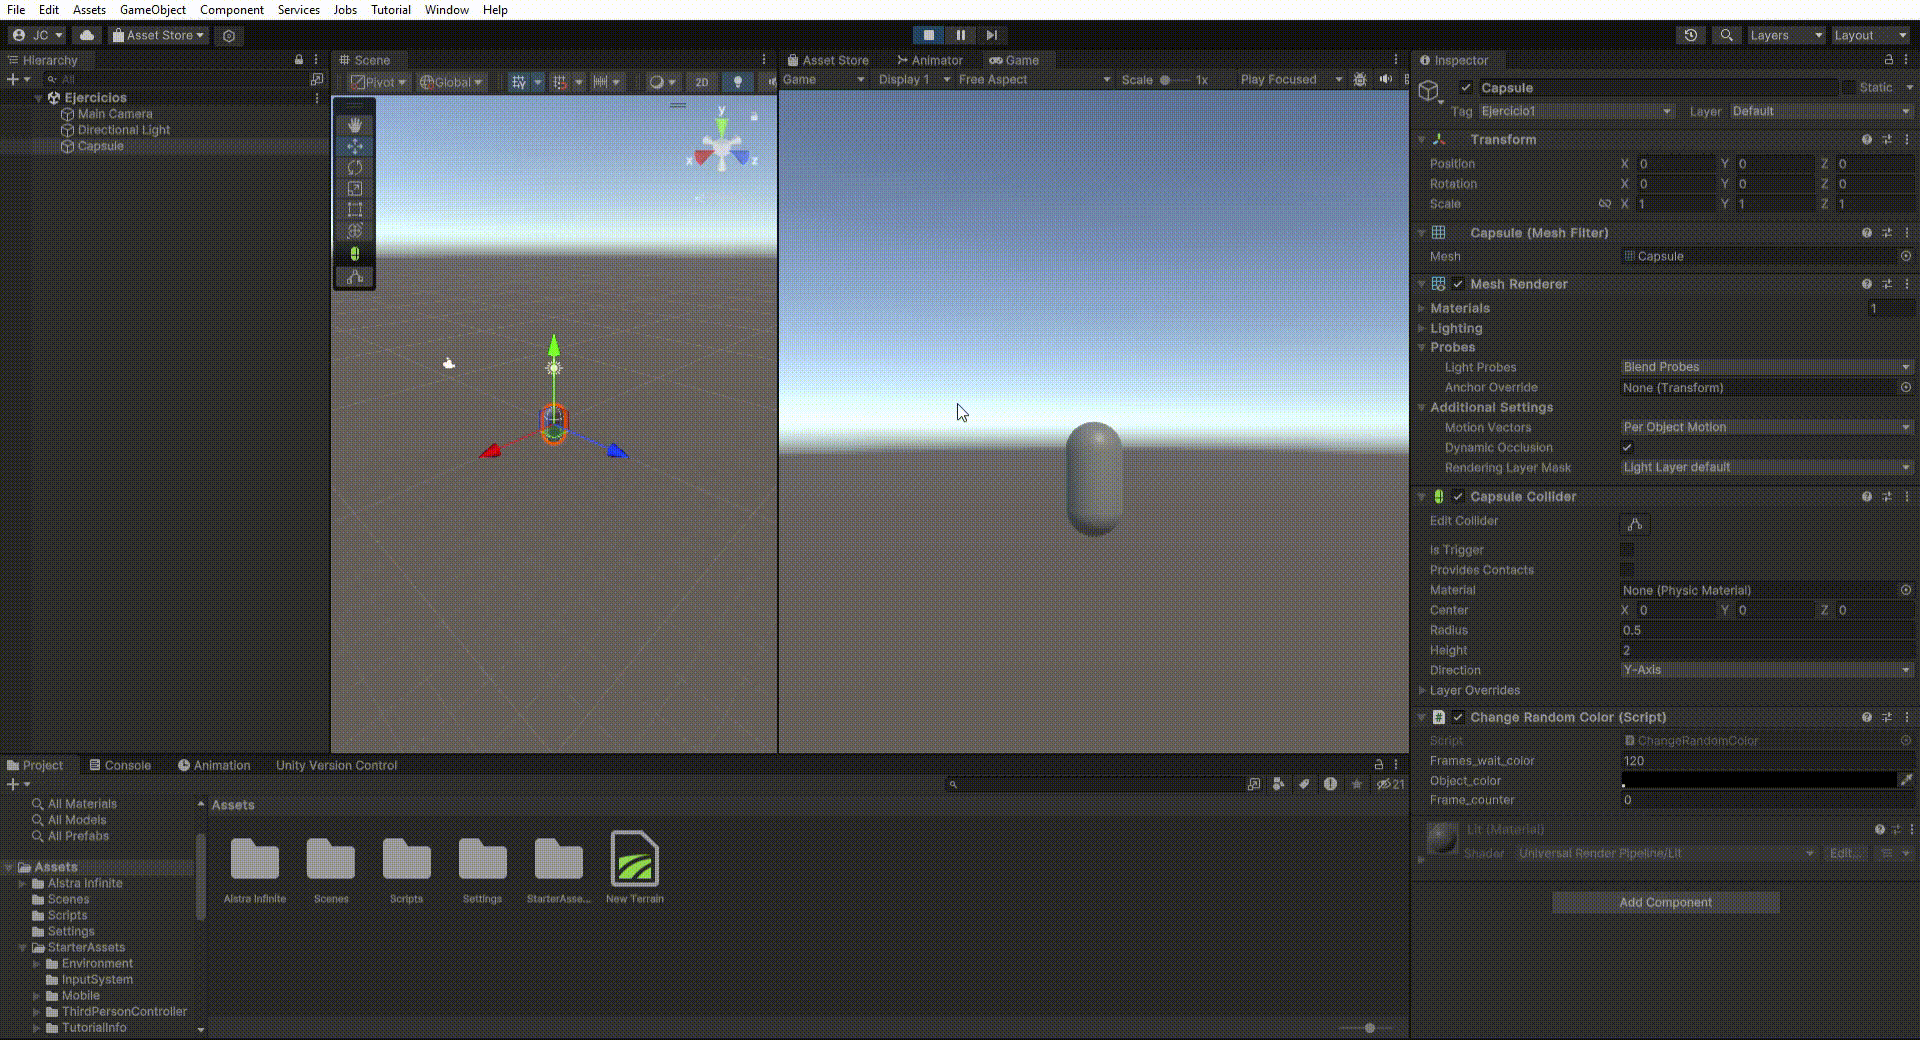 File Edit Assets GameObject Component Services Jobs Tutorial Window Help
JC Asset Store Layers Layout
Hierarchy
All
Ejercicios
Main Camera
Directional Light
Capsule
Scene
Pivot Global 2D
y
x z
Asset Store Animator Game
Game Display 1 Free Aspect Scale 1x Play Focused
Inspector
Capsule Static
Tag Ejercicio1 Layer Default
Transform
Position X 0 Y 0 Z 0
Rotation X 0 Y 0 Z 0
Scale X 1 Y 1 Z 1
Capsule (Mesh Filter)
Mesh Capsule
Mesh Renderer
Materials 1
Lighting
Probes
Light Probes Blend Probes
Anchor Override None (Transform)
Additional Settings
Motion Vectors Per Object Motion
Dynamic Occlusion
Rendering Layer Mask Light Layer default
Capsule Collider
Edit Collider
Is Trigger
Provides Contacts
Material None (Physic Material)
Center X 0 Y 0 Z 0
Radius 0.5
Height 2
Direction Y-Axis
Layer Overrides
# Change Random Color (Script)
Script ChangeRandomColor
Frames_wait_color 120
Object_color
Frame_counter 0
Lit (Material)
Shader Universal Render Pipeline/Lit Edit...
Add Component
Project Console Animation Unity Version Control
21
All Materials
All Models
All Prefabs
Assets
Alstra Infinite
Scenes
Scripts
Settings
StarterAssets
Environment
InputSystem
Mobile
ThirdPersonController
TutorialInfo
Assets
Alstra Infinite Scenes Scripts Settings StarterAsse... New Terrain